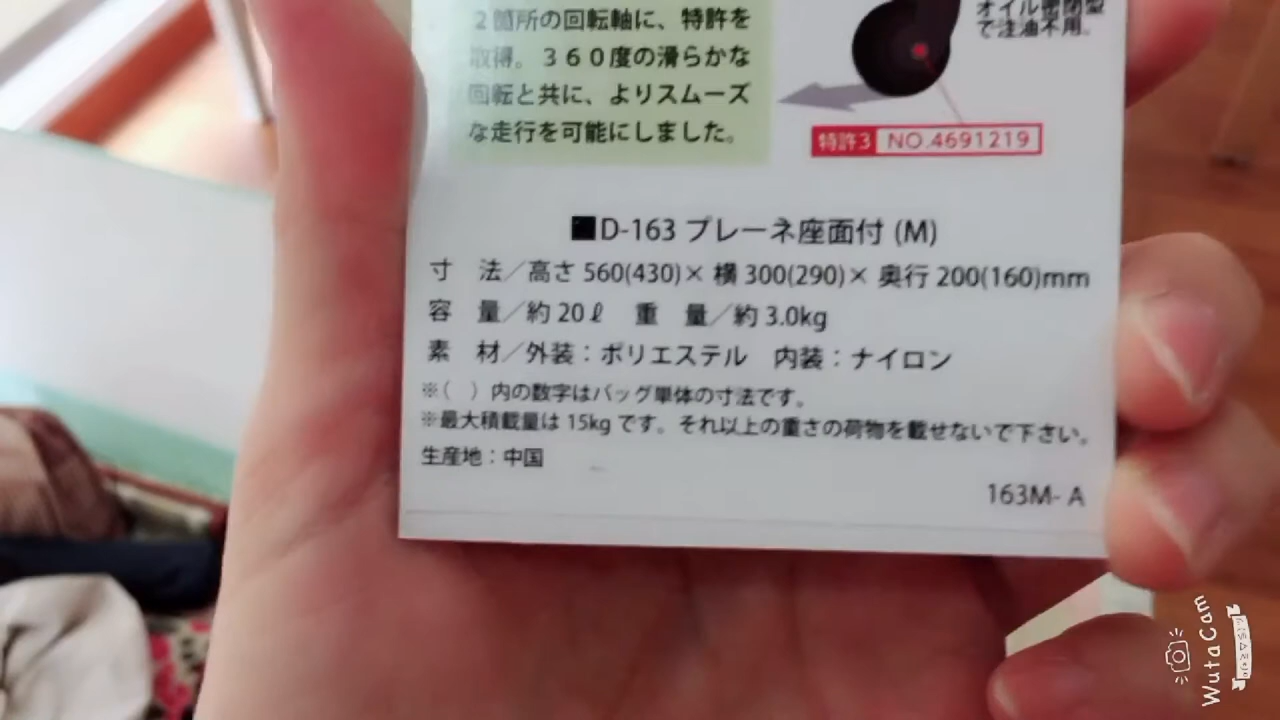 2箇所の回転軸に、特許を
取得。360度の滑らかな
回転と共に、よりスムーズ
な走行を可能にしました。
オイル密閉型
で注油不用。
特許3 NO.4691219
■D-163 プレーネ座面付 (M)
寸 法／高さ 560(430)× 横 300(290)× 奥行 200(160)mm
容 量／約 20ℓ 重 量／約 3.0kg
素 材／外装：ポリエステル 内装：ナイロン
※( )内の数字はバッグ単体の寸法です。
※最大積載量は 15kg です。それ以上の重さの荷物を載せないで下さい。
生産地：中国
163M- A
WutaCam